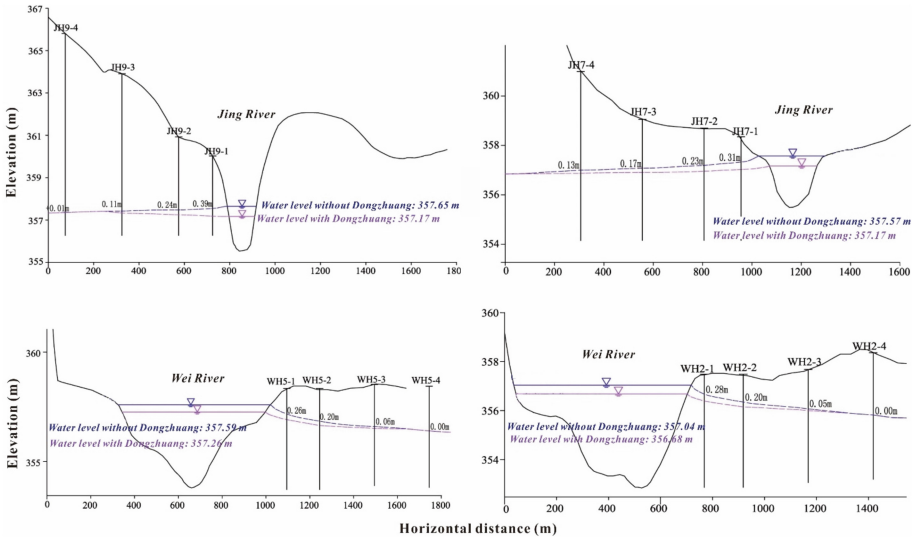 Elevation (m)
367
365
363
361
359
357
355
JH9-4
JH9-3
JH9-2
JH9-1
Jing River
+0.01m
0.11m
0.24m
0.39m
Water level without Dongzhuang: 357.65 m
Water level with Dongzhuang: 357.17 m
0 200 400 600 800 1000 1200 1400 1600 1800
360
358
356
354
JH7-4
JH7-3
JH7-2
JH7-1
Jing River
0.13m
0.17m
0.23m
0.31m
Water level without Dongzhuang: 357.57 m
Water level with Dongzhuang: 357.17 m
0 200 400 600 800 1000 1200 1400 1600
Elevation (m)
360
355
Wei River
WH5-1
WH5-2
WH5-3
WH5-4
0.26m
0.20m
0.06m
0.00m
Water level without Dongzhuang: 357.59 m
Water level with Dongzhuang: 357.26 m
0 200 400 600 800 1000 1200 1400 1600 1800
360
358
356
354
Wei River
WH2-1
WH2-2
WH2-3
WH2-4
0.28m
0.20m
0.05m
0.00m
Water level without Dongzhuang: 357.04 m
Water level with Dongzhuang: 356.68 m
0 200 400 600 800 1000 1200 1400
Horizontal distance (m)